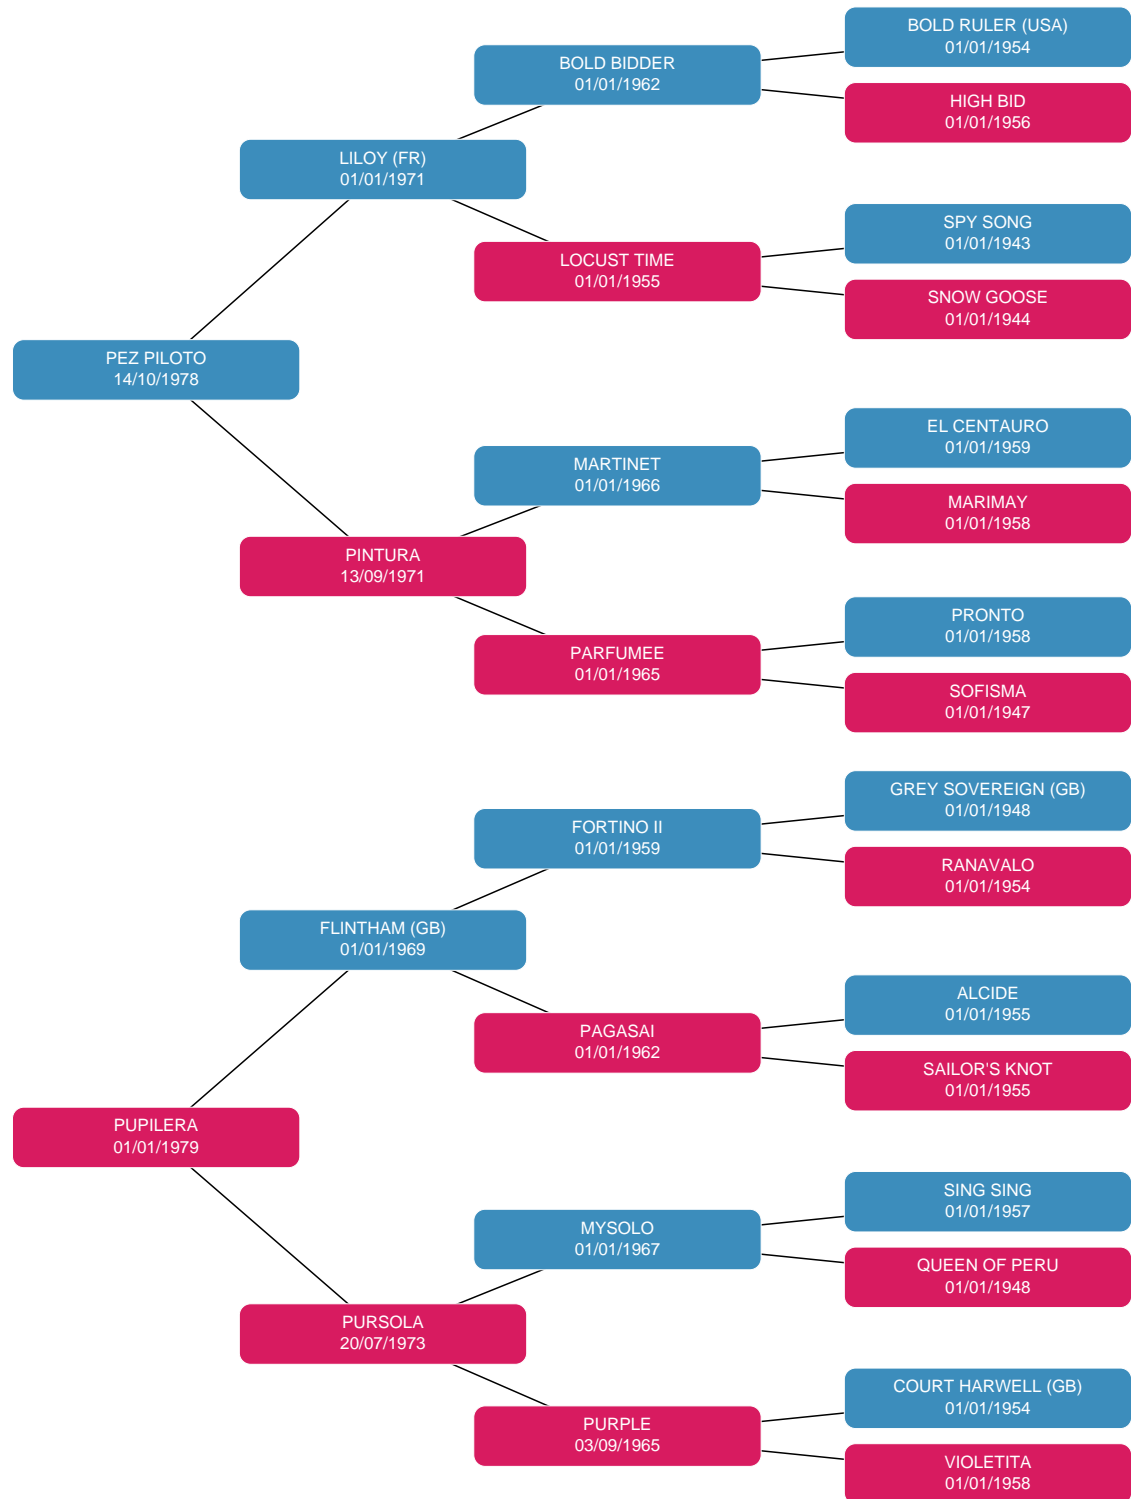 BOLD RULER (USA)
01/01/1954
BOLD BIDDER
01/01/1962
HIGH BID
01/01/1956
LILOY (FR)
01/01/1971
SPY SONG
01/01/1943
LOCUST TIME
01/01/1955
SNOW GOOSE
01/01/1944
PEZ PILOTO
14/10/1978
EL CENTAURO
01/01/1959
MARTINET
01/01/1966
MARIMAY
01/01/1958
PINTURA
13/09/1971
PRONTO
01/01/1958
PARFUMEE
01/01/1965
SOFISMA
01/01/1947
GREY SOVEREIGN (GB)
01/01/1948
FORTINO II
01/01/1959
RANAVALO
01/01/1954
FLINTHAM (GB)
01/01/1969
ALCIDE
01/01/1955
PAGASAI
01/01/1962
SAILOR'S KNOT
01/01/1955
PUPILERA
01/01/1979
SING SING
01/01/1957
MYSOLO
01/01/1967
QUEEN OF PERU
01/01/1948
PURSOLA
20/07/1973
COURT HARWELL (GB)
01/01/1954
PURPLE
03/09/1965
VIOLETITA
01/01/1958